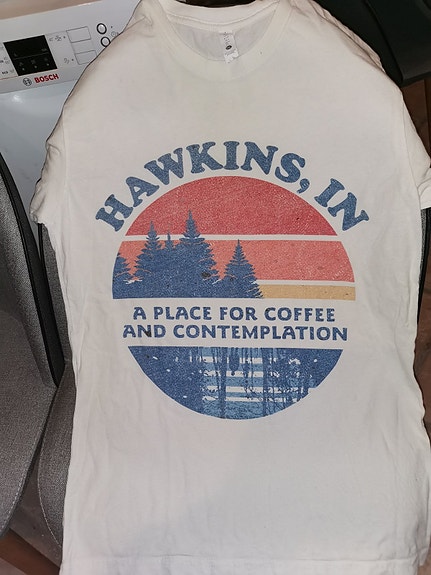 BOSCH
HAWKINS, IN
A PLACE FOR COFFEE
AND CONTEMPLATION